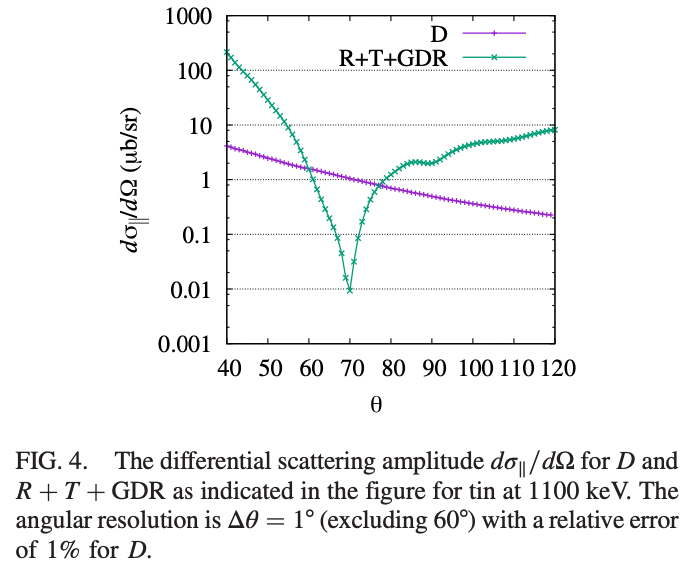 1000
100
10
1
0.1
0.01
0.001
dσ∥/dΩ (μb/sr)
D
R+T+GDR
40 50 60 70 80 90 100 110 120
θ
FIG. 4. The differential scattering amplitude dσ∥/dΩ for D and
R + T + GDR as indicated in the figure for tin at 1100 keV. The
angular resolution is Δθ = 1° (excluding 60°) with a relative error
of 1% for D.